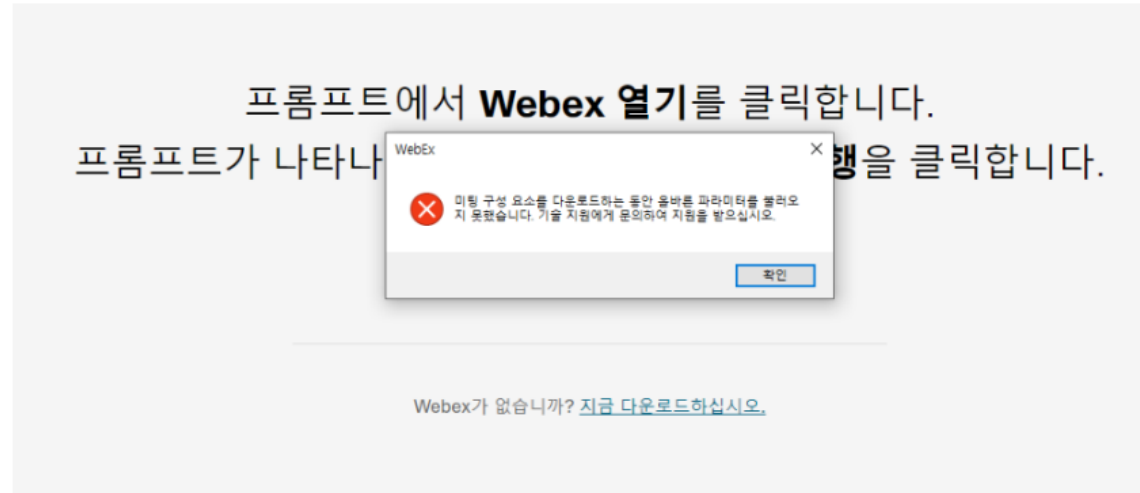 프롬프트에서 Webex 열기를 클릭합니다.
프롬프트가 나타나
행을 클릭합니다.
WebEx
미팅 구성 요소를 다운로드하는 동안 올바른 파라미터를 불러오
지 못했습니다. 기술 지원에게 문의하여 지원을 받으십시오.
확인
Webex가 없습니까? 지금 다운로드하십시오.